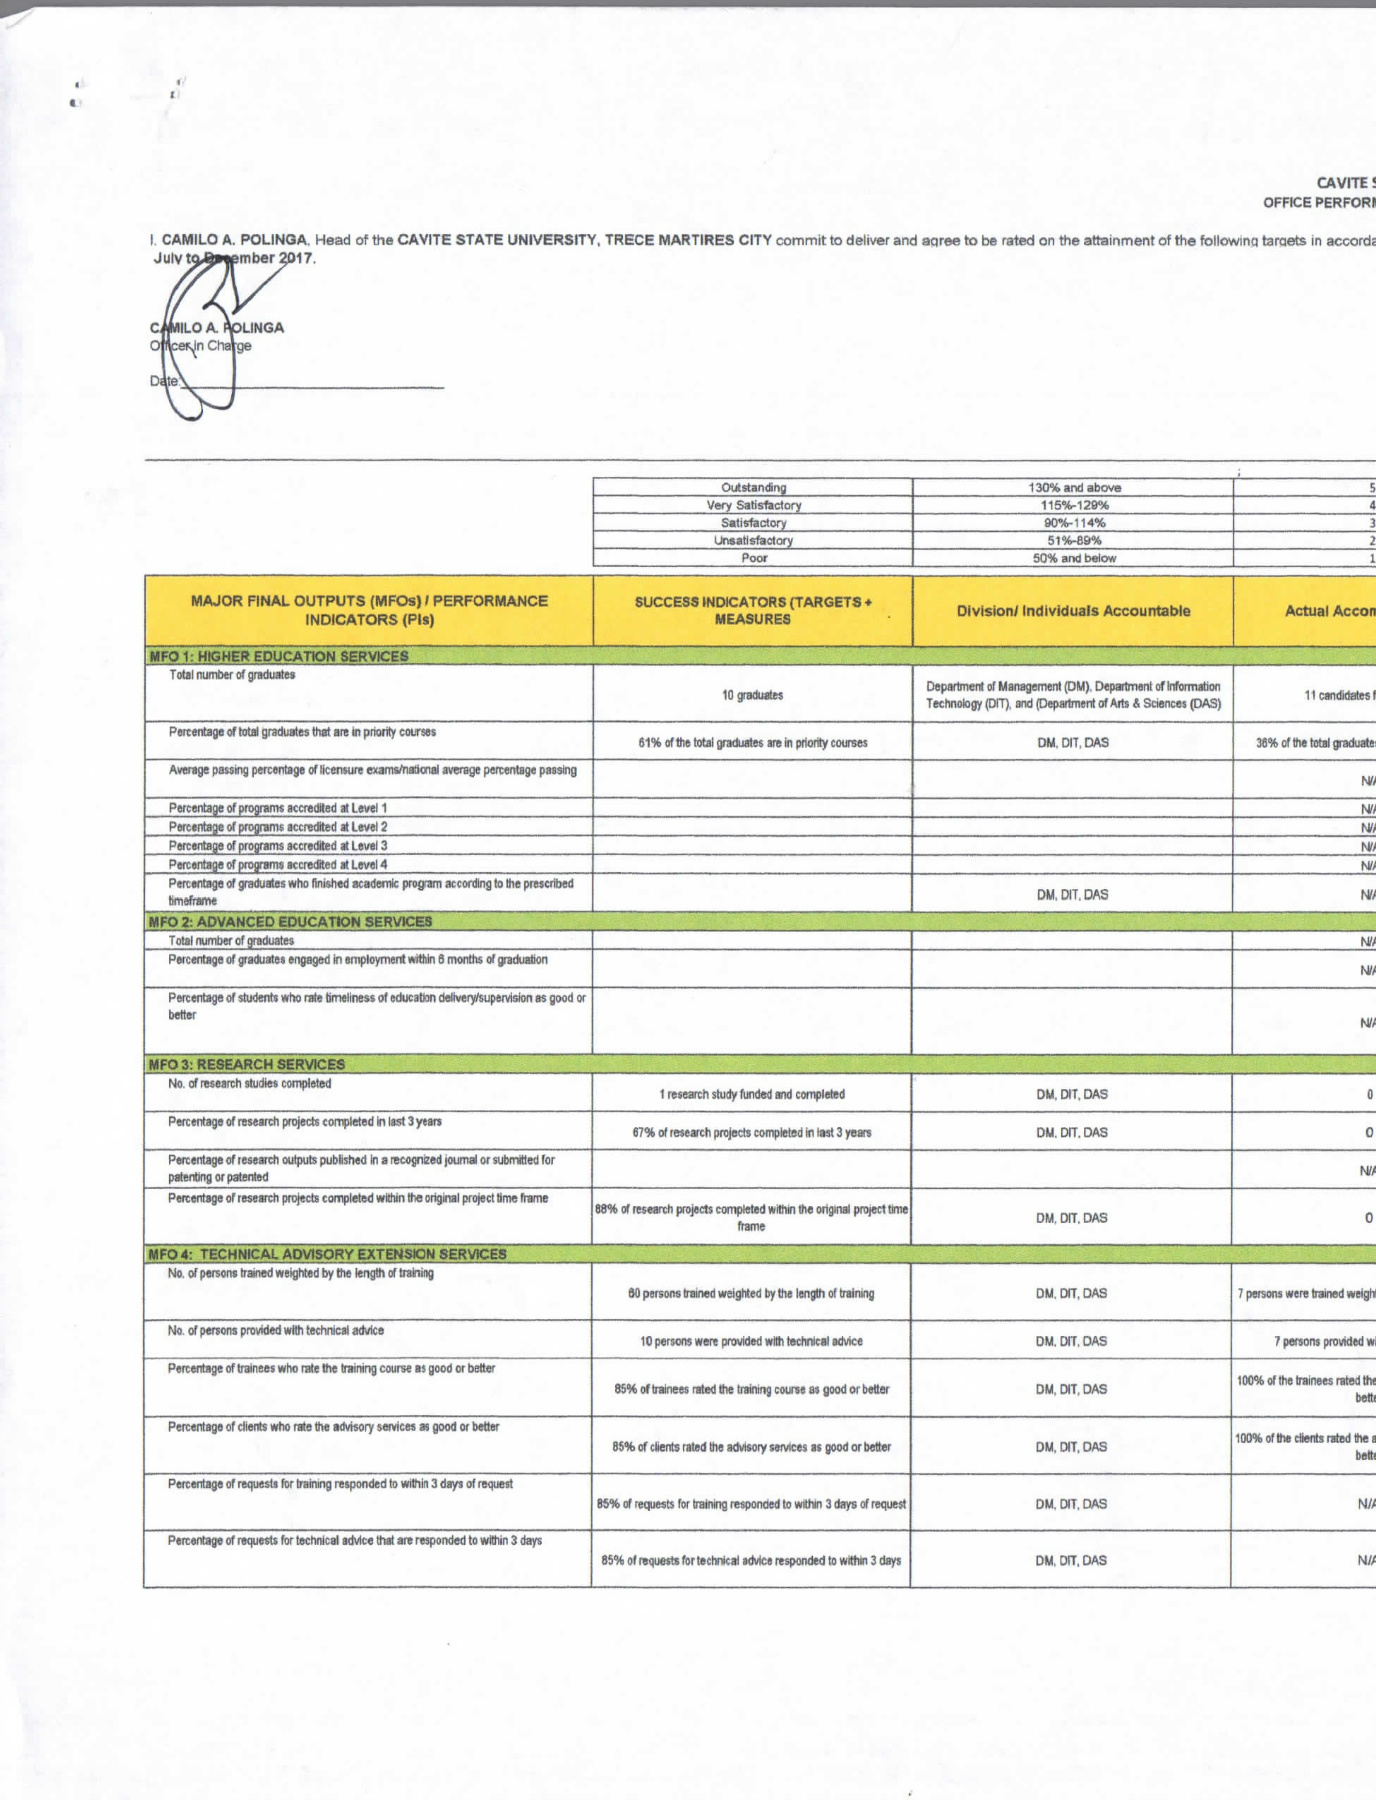 CAVITE S
OFFICE PERFORM
I, CAMILO A. POLINGA, Head of the CAVITE STATE UNIVERSITY, TRECE MARTIRES CITY commit to deliver and agree to be rated on the attainment of the following targets in accorda
July to December 2017.
CAMILO A. POLINGA
Officer In Charge
Date:
Outstanding 130% and above 5
Very Satisfactory 115%-129% 4
Satisfactory 90%-114% 3
Unsatisfactory 51%-89% 2
Poor 50% and below 1
MAJOR FINAL OUTPUTS (MFOs) / PERFORMANCE
INDICATORS (PIs)
SUCCESS INDICATORS (TARGETS +
MEASURES
Division/ Individuals Accountable
Actual Accom
MFO 1: HIGHER EDUCATION SERVICES
Total number of graduates
10 graduates
Department of Management (DM), Department of Information
Technology (DIT), and (Department of Arts & Sciences (DAS)
11 candidates f
Percentage of total graduates that are in priority courses
61% of the total graduates are in priority courses
DM, DIT, DAS
36% of the total graduate
Average passing percentage of licensure exams/national average percentage passing
N/A
Percentage of programs accredited at Level 1 N/A
Percentage of programs accredited at Level 2 N/A
Percentage of programs accredited at Level 3 N/A
Percentage of programs accredited at Level 4 N/A
Percentage of graduates who finished academic program according to the prescribed
timeframe
DM, DIT, DAS
N/A
MFO 2: ADVANCED EDUCATION SERVICES
Total number of graduates N/A
Percentage of graduates engaged in employment within 6 months of graduation
N/A
Percentage of students who rate timeliness of education delivery/supervision as good or
better
N/A
MFO 3: RESEARCH SERVICES
No. of research studies completed
1 research study funded and completed
DM, DIT, DAS
0
Percentage of research projects completed in last 3 years
67% of research projects completed in last 3 years
DM, DIT, DAS
0
Percentage of research outputs published in a recognized journal or submitted for
patenting or patented
N/A
Percentage of research projects completed within the original project time frame
88% of research projects completed within the original project time
frame
DM, DIT, DAS
0
MFO 4: TECHNICAL ADVISORY EXTENSION SERVICES
No. of persons trained weighted by the length of training
60 persons trained weighted by the length of training
DM, DIT, DAS
7 persons were trained weight
No. of persons provided with technical advice
10 persons were provided with technical advice
DM, DIT, DAS
7 persons provided wi
Percentage of trainees who rate the training course as good or better
85% of trainees rated the training course as good or better
DM, DIT, DAS
100% of the trainees rated the
bette
Percentage of clients who rate the advisory services as good or better
85% of clients rated the advisory services as good or better
DM, DIT, DAS
100% of the clients rated the a
bette
Percentage of requests for training responded to within 3 days of request
85% of requests for training responded to within 3 days of request
DM, DIT, DAS
N/A
Percentage of requests for technical advice that are responded to within 3 days
85% of requests for technical advice responded to within 3 days
DM, DIT, DAS
N/A